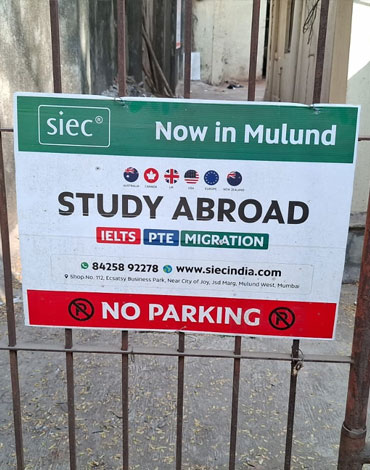 siec®
Now in Mulund
AUSTRALIA CANADA UK USA EUROPE NEW ZEALAND
STUDY ABROAD
IELTS PTE MIGRATION
84258 92278 www.siecindia.com
Shop No. 112, Ecsatsy Business Park, Near City of Joy, Jsd Marg, Mulund West, Mumbai
P NO PARKING P